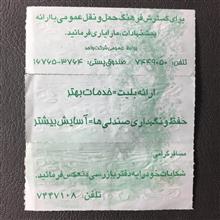 برای گسترش فرهنگ حمل و نقل عمومی با ارائه
پیشنهادات، ما را یاری فرمائید.
روابط عمومی شرکت واحد
تلفن: ۷۴۴۹۰۵۰ صندوق پستی: ۳۷۶۴-۱۶۷۶۵
ارائه بلیت = خدمات بهتر
حفظ و نگهداری صندلی ها = آسایش بیشتر
مسافر گرامی
شکایات خود را به دفتر بازرسی منعکس فرمائید.
تلفن: ۷۴۴۷۱۰۸